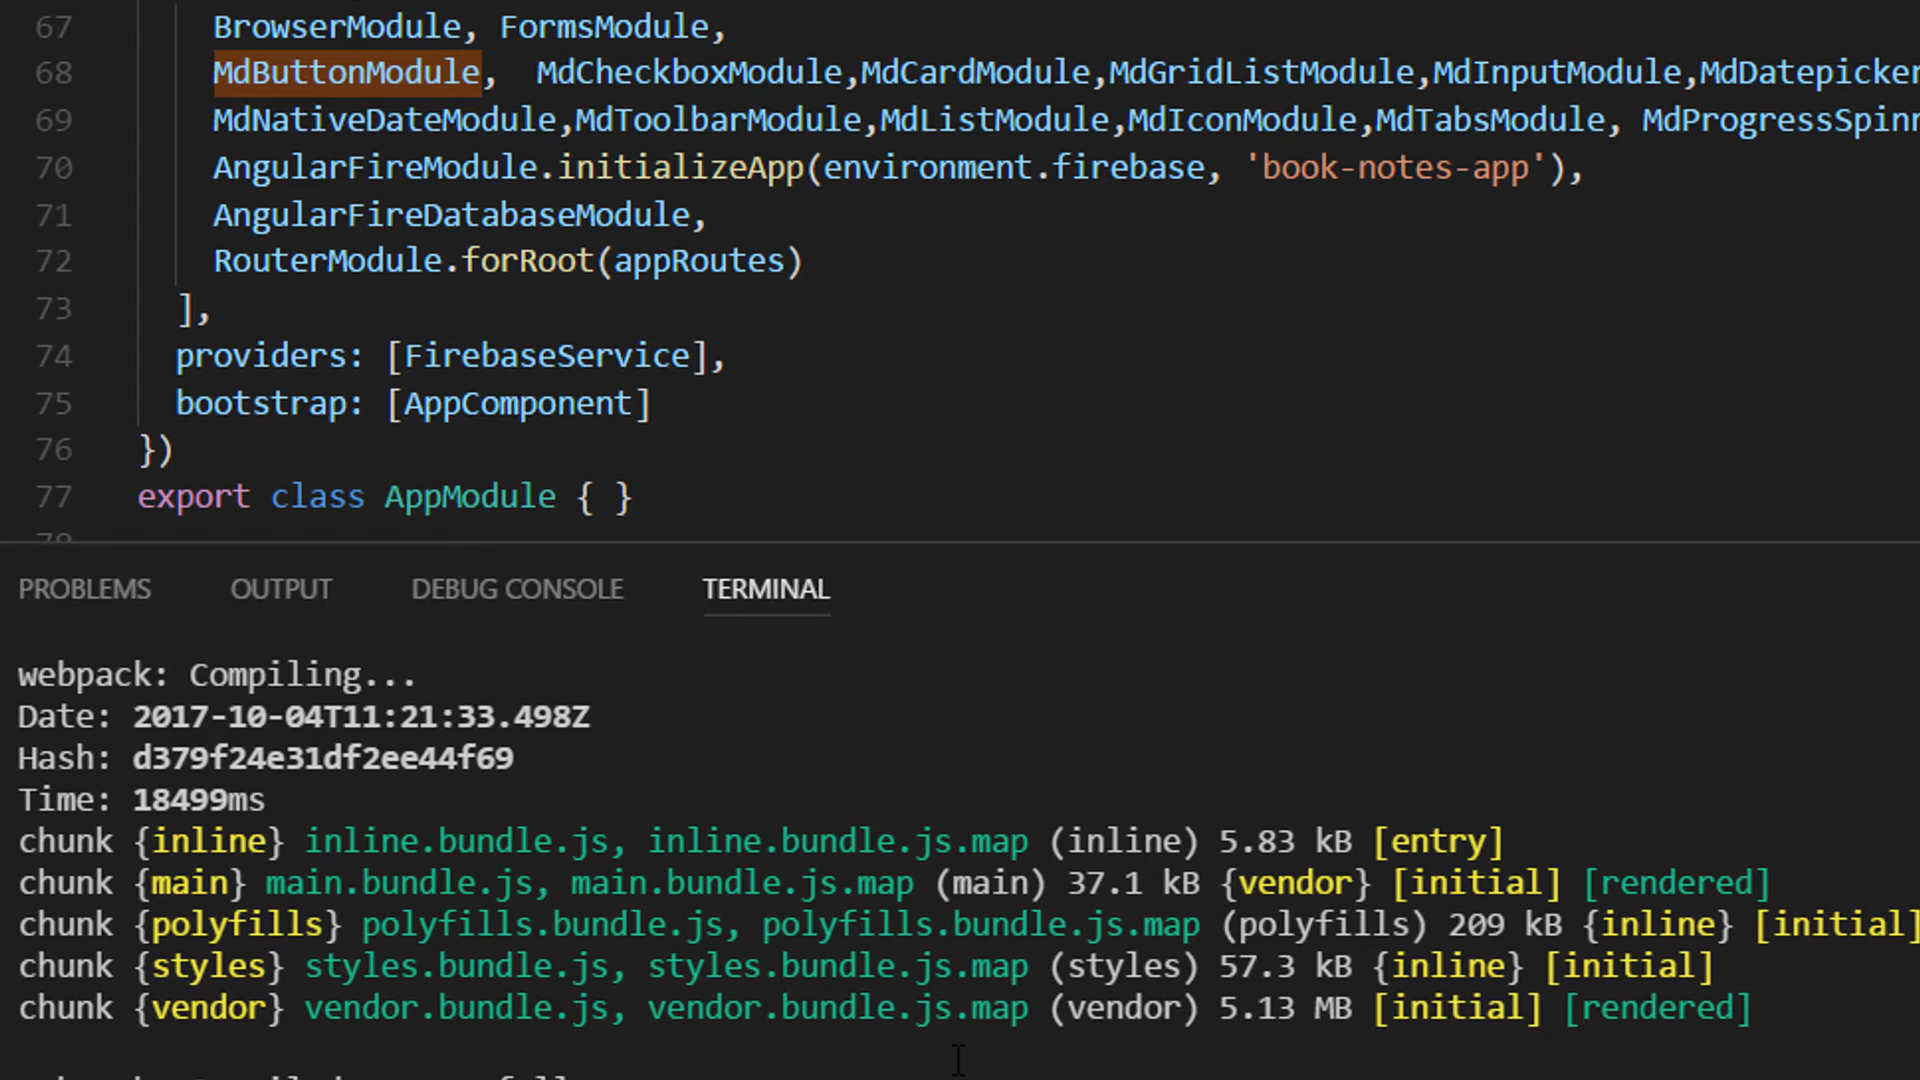 67 BrowserModule, FormsModule,
68 MdButtonModule,  MdCheckboxModule,MdCardModule,MdGridListModule,MdInputModule,MdDatepicker
69 MdNativeDateModule,MdToolbarModule,MdListModule,MdIconModule,MdTabsModule, MdProgressSpinn
70 AngularFireModule.initializeApp(environment.firebase, 'book-notes-app'),
71 AngularFireDatabaseModule,
72 RouterModule.forRoot(appRoutes)
73 ],
74 providers: [FirebaseService],
75 bootstrap: [AppComponent]
76 })
77 export class AppModule { }
78
PROBLEMS OUTPUT DEBUG CONSOLE TERMINAL
webpack: Compiling...
Date: 2017-10-04T11:21:33.498Z
Hash: d379f24e31df2ee44f69
Time: 18499ms
chunk {inline} inline.bundle.js, inline.bundle.js.map (inline) 5.83 kB [entry]
chunk {main} main.bundle.js, main.bundle.js.map (main) 37.1 kB {vendor} [initial] [rendered]
chunk {polyfills} polyfills.bundle.js, polyfills.bundle.js.map (polyfills) 209 kB {inline} [initial]
chunk {styles} styles.bundle.js, styles.bundle.js.map (styles) 57.3 kB {inline} [initial]
chunk {vendor} vendor.bundle.js, vendor.bundle.js.map (vendor) 5.13 MB [initial] [rendered]